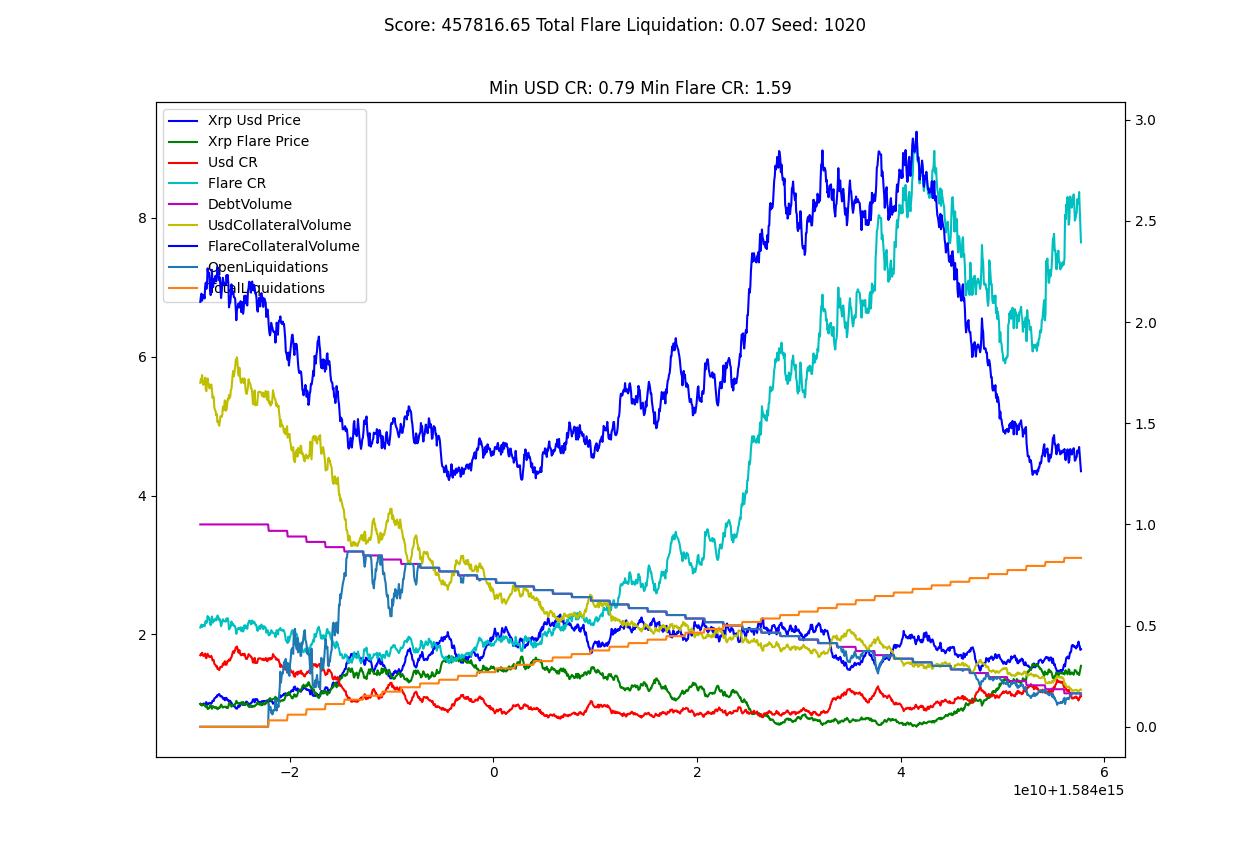 Score: 457816.65 Total Flare Liquidation: 0.07 Seed: 1020
Min USD CR: 0.79 Min Flare CR: 1.59
Xrp Usd Price
Xrp Flare Price
Usd CR
Flare CR
DebtVolume
UsdCollateralVolume
FlareCollateralVolume
OpenLiquidations
TotalLiquidations
8
6
4
2
3.0
2.5
2.0
1.5
1.0
0.5
0.0
−2
0
2
4
6
1e10+1.584e15